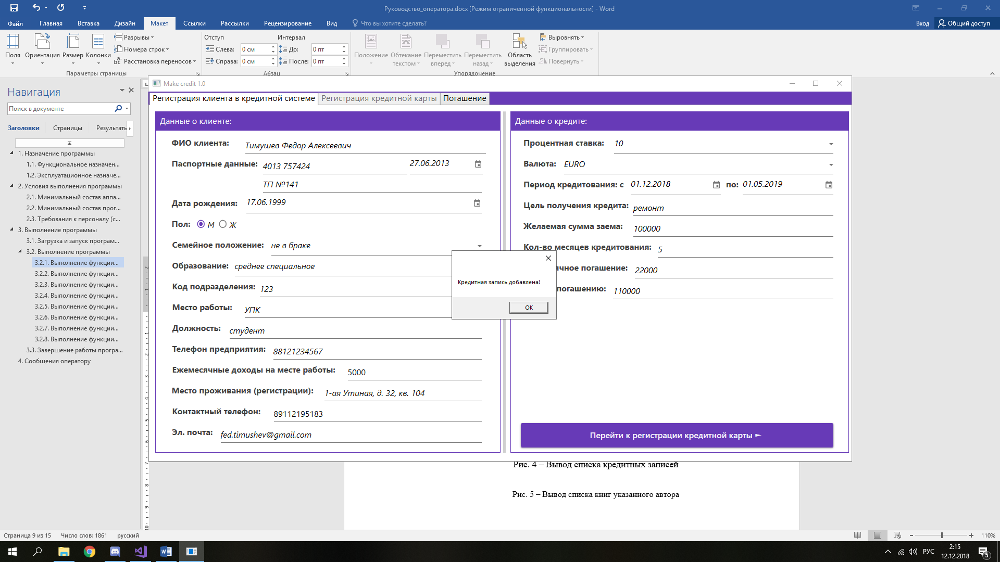 Руководство_оператора.docx [Режим ограниченной функциональности] - Word
Файл Главная Вставка Дизайн Макет Ссылки Рассылки Рецензирование Вид Что вы хотите сделать? Вход Общий доступ
Поля Ориентация Размер Колонки
Разрывы
Номера строк
Расстановка переносов
Параметры страницы
Отступ Интервал
Слева: 0 см До: 0 пт
Справа: 0 см После: 0 пт
Абзац
Положение Обтекание текстом Переместить вперед Переместить назад Область выделения
Выровнять
Группировать
Повернуть
Упорядочение
Навигация
Поиск в документе
Заголовки Страницы Результаты
1. Назначение программы
1.1. Функциональное назначен...
1.2. Эксплуатационное назначе...
2. Условия выполнения программы
2.1. Минимальный состав аппа...
2.2. Минимальный состав прог...
2.3. Требования к персоналу (с...
3. Выполнение программы
3.1. Загрузка и запуск програм...
3.2. Выполнение программы
3.2.1. Выполнение функции...
3.2.2. Выполнение функции...
3.2.3. Выполнение функции...
3.2.4. Выполнение функции...
3.2.5. Выполнение функции...
3.2.6. Выполнение функции...
3.2.7. Выполнение функции...
3.2.8. Выполнение функции...
3.3. Завершение работы програ...
4. Сообщения оператору
Make credit 1.0
Регистрация клиента в кредитной системе Регистрация кредитной карты Погашение
Данные о клиенте:
ФИО клиента: Тимушев Федор Алексеевич
Паспортные данные: 4013 757424 27.06.2013
ТП №141
Дата рождения: 17.06.1999
Пол: М Ж
Семейное положение: не в браке
Образование: среднее специальное
Код подразделения: 123
Место работы: УПК
Должность: студент
Телефон предприятия: 88121234567
Ежемесячные доходы на месте работы: 5000
Место проживания (регистрации): 1-ая Утиная, д. 32, кв. 104
Контактный телефон: 89112195183
Эл. почта: fed.timushev@gmail.com
Данные о кредите:
Процентная ставка: 10
Валюта: EURO
Период кредитования: с 01.12.2018 по: 01.05.2019
Цель получения кредита: ремонт
Желаемая сумма заема: 100000
Кол-во месяцев кредитования: 5
ячное погашение: 22000
погашению: 110000
Перейти к регистрации кредитной карты ►
Кредитная запись добавлена!
ОК
Рис. 4 – Вывод списка кредитных записей
Рис. 5 – Вывод списка книг указанного автора
Страница 9 из 15 Число слов: 1861 русский 110%
РУС 2:15
12.12.2018
5